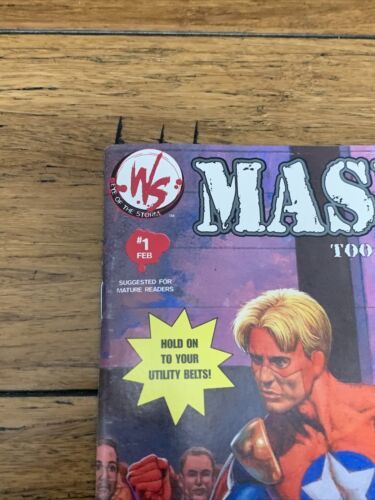 WS
EYE OF THE STORM
TM
MAS
TOO
#1
FEB
SUGGESTED FOR
MATURE READERS
HOLD ON
TO YOUR
UTILITY BELTS!